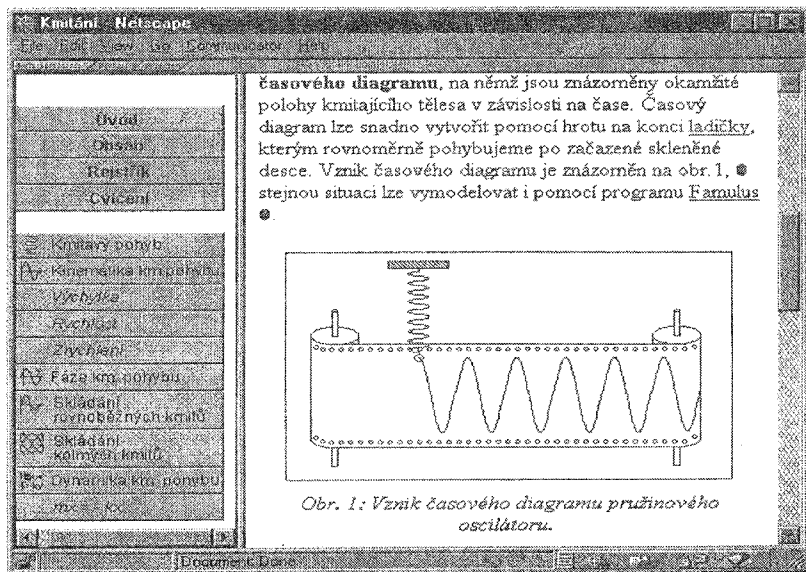 Kmitání - Netscape
File Edit View Go Communicator Help
Úvod
Obsah
Rejstřík
Cvičení
Kmitavý pohyb
Kinematika km.pohybu
Výchylka
Rychlost
Zrychlení
Fáze km. pohybu
Skládání
rovnoběžných kmitů
Skládání
kolmých kmitů
Dynamika km. pohybu
časového diagramu, na němž jsou znázorněny okamžité
polohy kmitajícího tělesa v závislosti na čase. Časový
diagram lze snadno vytvořit pomocí hrotu na konci ladičky,
kterým rovnoměrně pohybujeme po začazené skleněné
desce. Vznik časového diagramu je znázorněn na obr.1,
stejnou situaci lze vymodelovat i pomocí programu Famulus
.
Obr. 1: Vznik časového diagramu pružinového
oscilátoru.
Document: Done